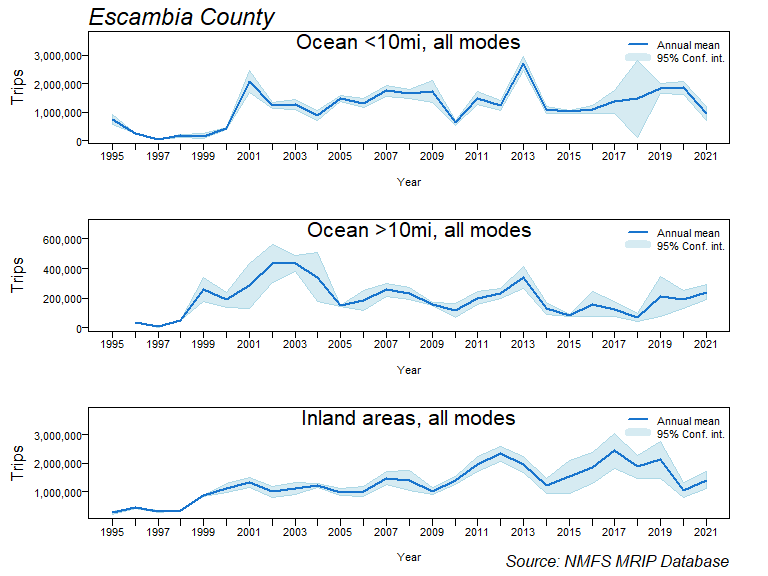 Escambia County
Ocean <10mi, all modes
Annual mean
95% Conf. int.
Trips
3,000,000
2,000,000
1,000,000
0
1995 1997 1999 2001 2003 2005 2007 2009 2011 2013 2015 2017 2019 2021
Year
Ocean >10mi, all modes
Annual mean
95% Conf. int.
Trips
600,000
400,000
200,000
0
1995 1997 1999 2001 2003 2005 2007 2009 2011 2013 2015 2017 2019 2021
Year
Inland areas, all modes
Annual mean
95% Conf. int.
Trips
3,000,000
2,000,000
1,000,000
1995 1997 1999 2001 2003 2005 2007 2009 2011 2013 2015 2017 2019 2021
Year
Source: NMFS MRIP Database